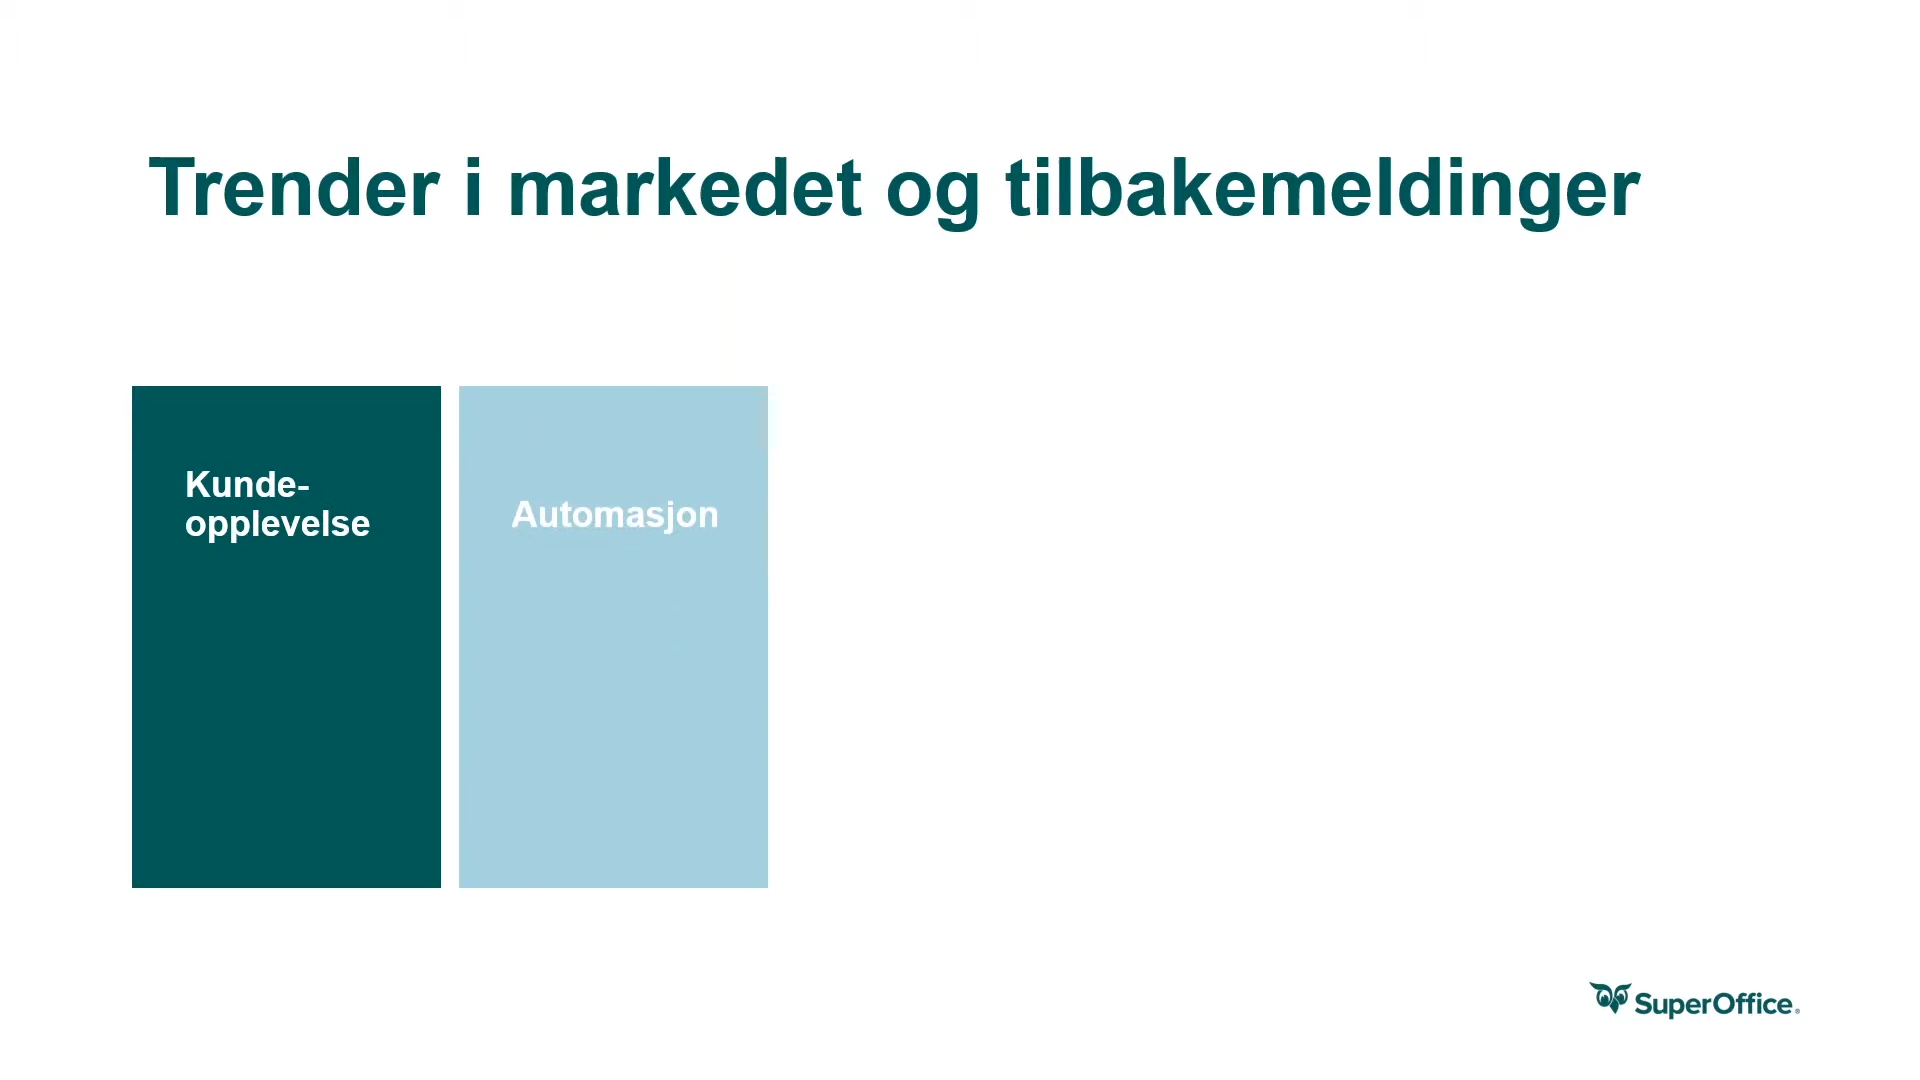 Trender i markedet og tilbakemeldinger
Kunde-
opplevelse
Automasjon
SuperOffice®